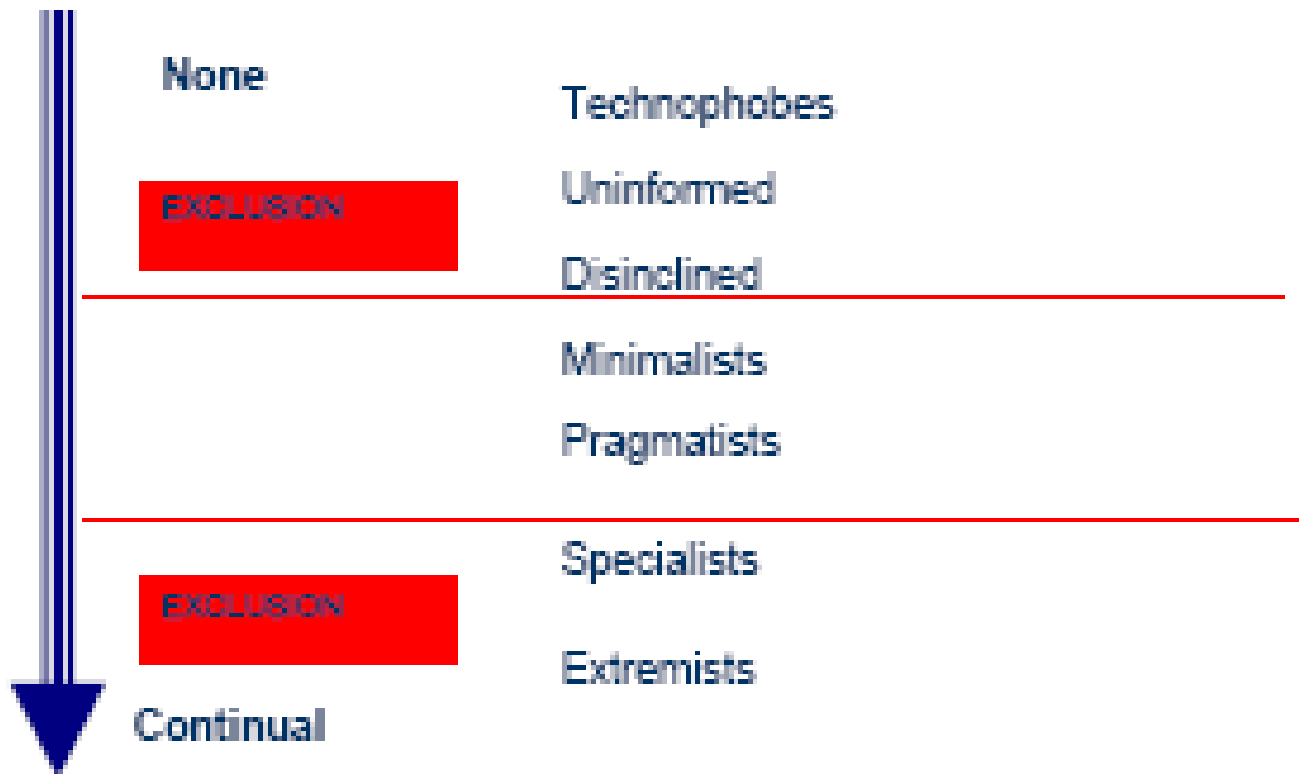 None
Technophobes
EXCLUSION
Uninformed
Disinclined
Minimalists
Pragmatists
Specialists
EXCLUSION
Extremists
Continual